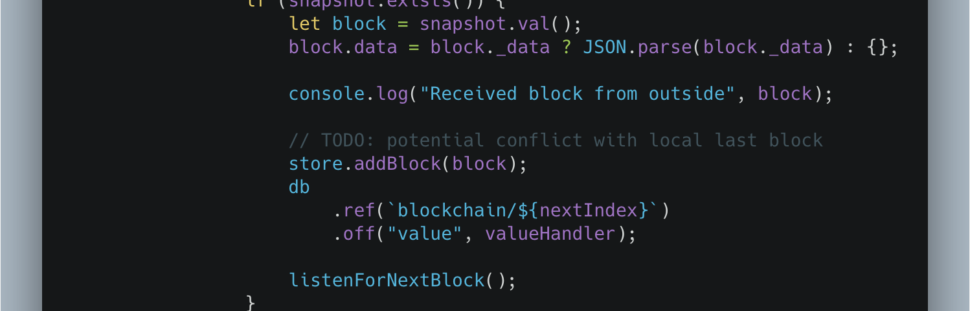 if (snapshot.exists()) {
let block = snapshot.val();
block.data = block._data ? JSON.parse(block._data) : {};
console.log("Received block from outside", block);
// TODO: potential conflict with local last block
store.addBlock(block);
db
.ref(`blockchain/${nextIndex}`)
.off("value", valueHandler);
listenForNextBlock();
}